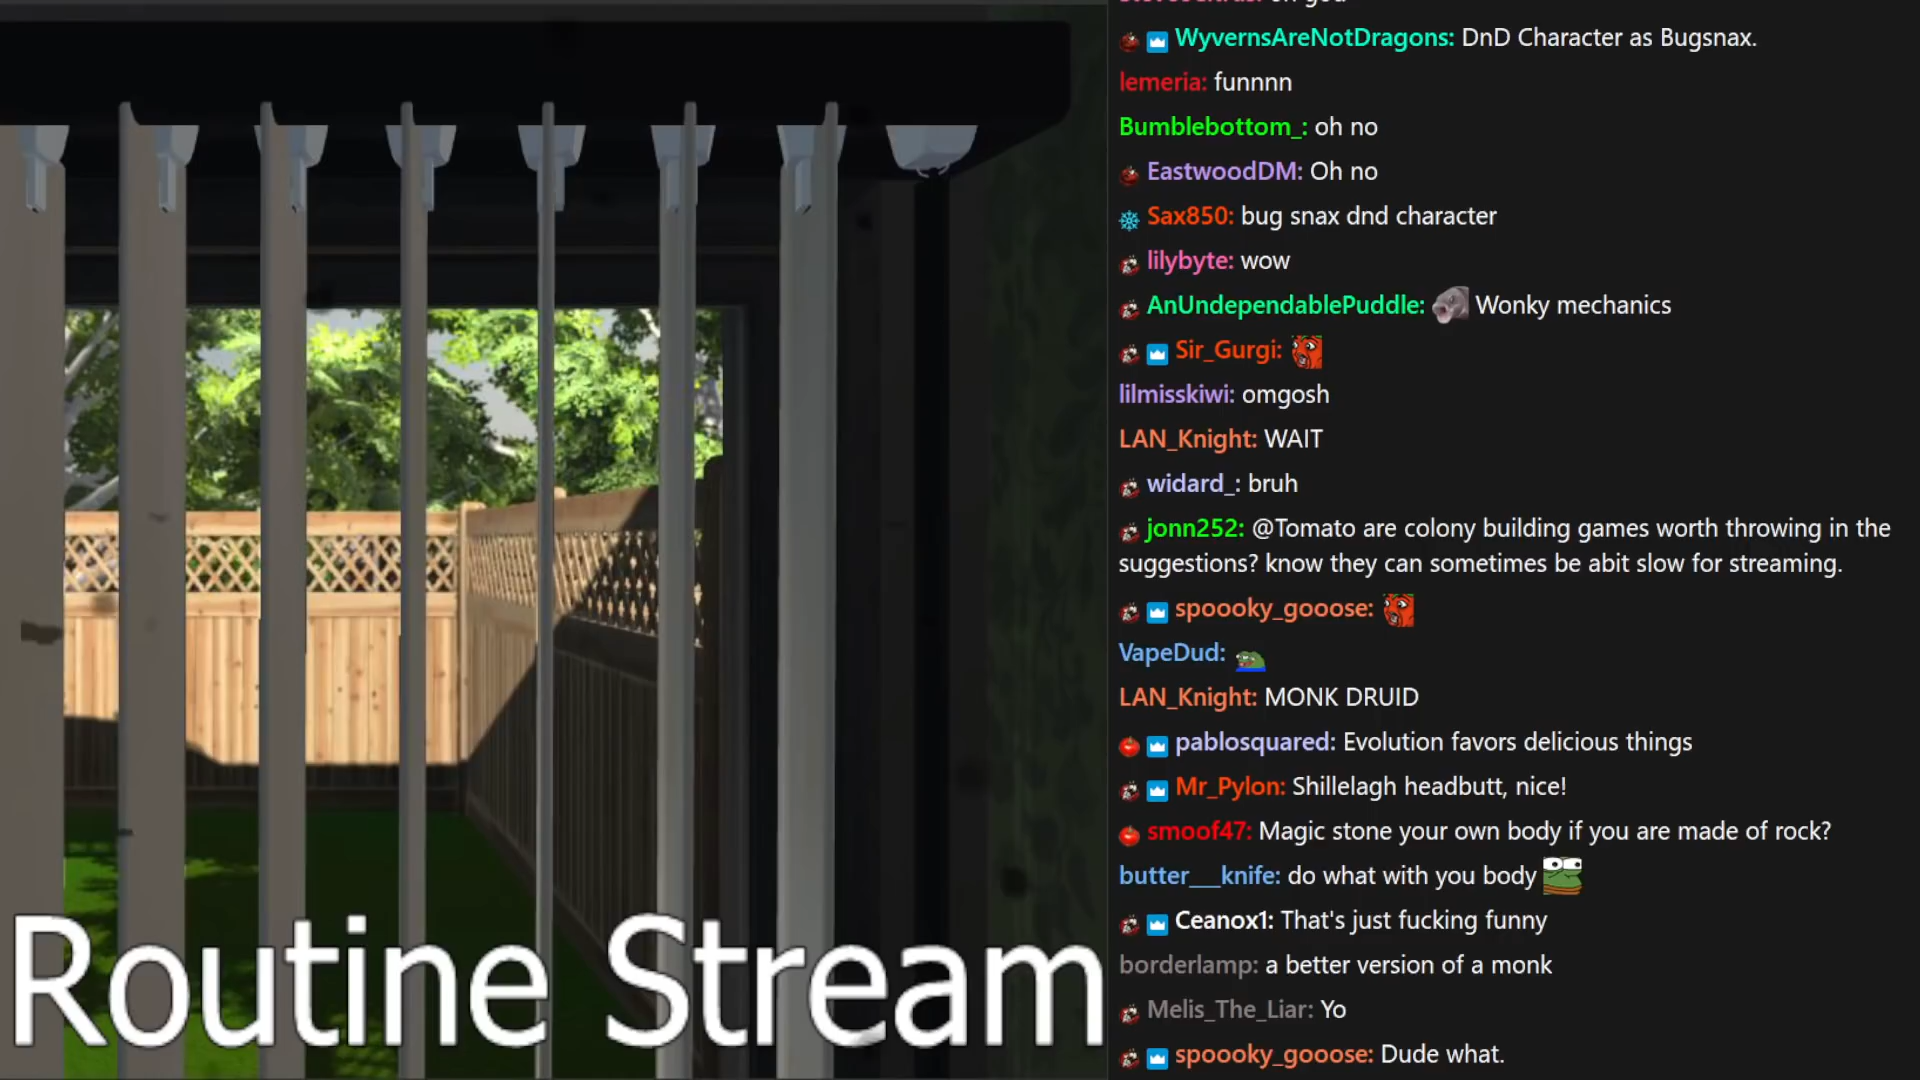 WyvernsAreNotDragons: DnD Character as Bugsnax.
lemeria: funnnn
Bumblebottom_: oh no
EastwoodDM: Oh no
Sax850: bug snax dnd character
lilybyte: wow
AnUndependablePuddle: Wonky mechanics
Sir_Gurgi:
lilmisskiwi: omgosh
LAN_Knight: WAIT
widard_: bruh
jonn252: @Tomato are colony building games worth throwing in the
suggestions? know they can sometimes be abit slow for streaming.
spoooky_gooose:
VapeDud:
LAN_Knight: MONK DRUID
pablosquared: Evolution favors delicious things
Mr_Pylon: Shillelagh headbutt, nice!
smoof47: Magic stone your own body if you are made of rock?
butter__knife: do what with you body
Ceanox1: That's just fucking funny
borderlamp: a better version of a monk
Melis_The_Liar: Yo
spoooky_gooose: Dude what.
Routine Stream